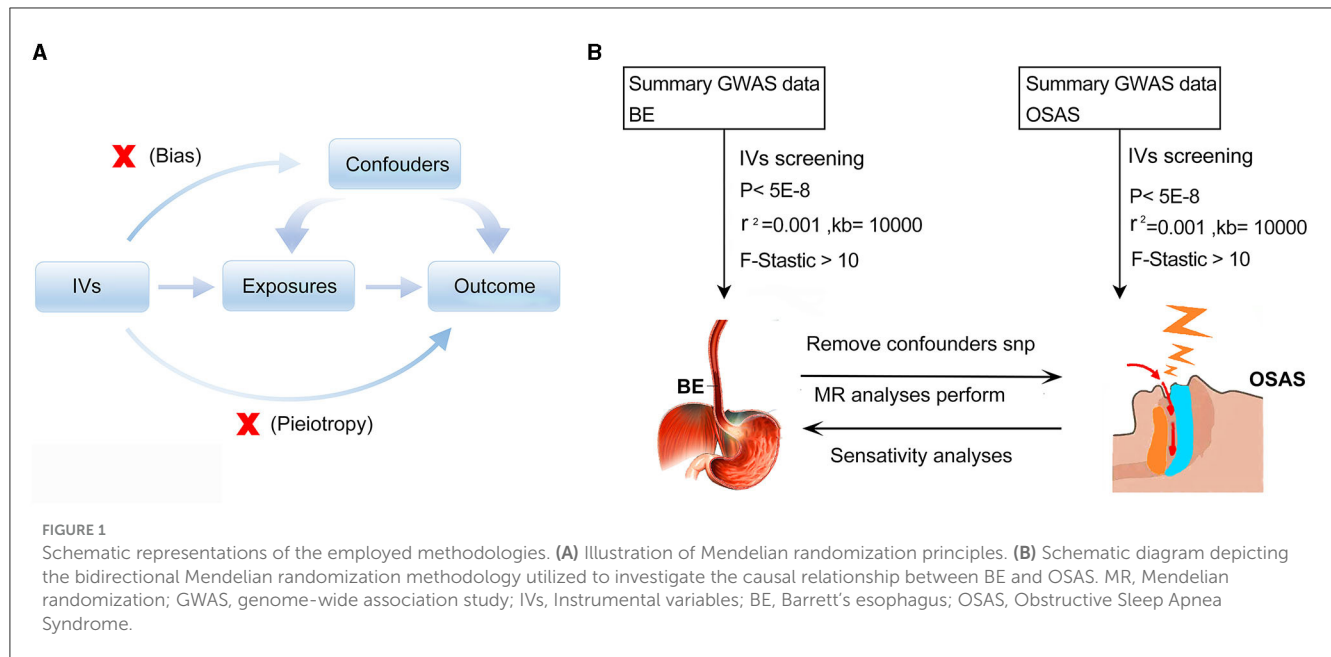 A
X (Bias)
Confouders
IVs
Exposures
Outcome
X (Pieiotropy)
B
Summary GWAS data
BE
Summary GWAS data
OSAS
IVs screening
P< 5E-8
r²=0.001 ,kb= 10000
F-Stastic > 10
IVs screening
P< 5E-8
r²=0.001 ,kb= 10000
F-Stastic > 10
BE
Remove confounders snp
MR analyses perform
Sensativity analyses
OSAS
FIGURE 1
Schematic representations of the employed methodologies. (A) Illustration of Mendelian randomization principles. (B) Schematic diagram depicting
the bidirectional Mendelian randomization methodology utilized to investigate the causal relationship between BE and OSAS. MR, Mendelian
randomization; GWAS, genome-wide association study; IVs, Instrumental variables; BE, Barrett's esophagus; OSAS, Obstructive Sleep Apnea
Syndrome.